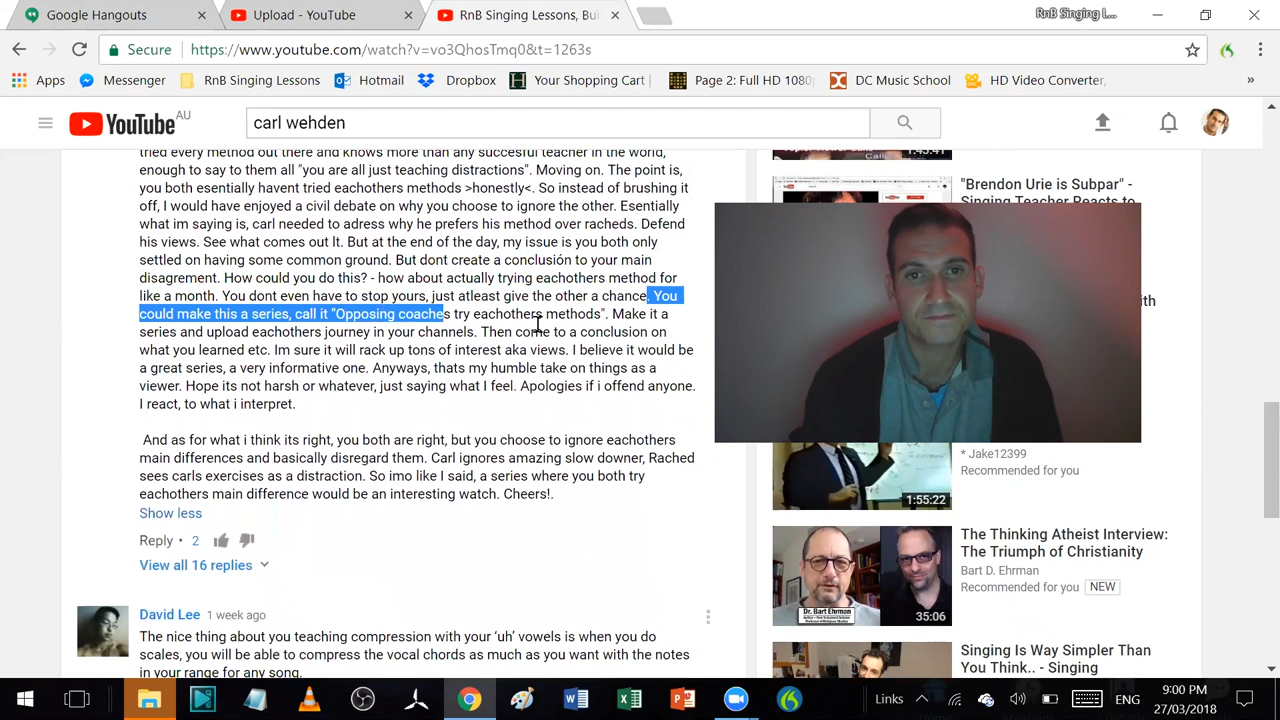 Google Hangouts
Upload - YouTube
RnB Singing Lessons, Bui
RnB Singing L...
Secure
https://www.youtube.com/watch?v=vo3QhosTmq0&t=1263s
Apps
Messenger
RnB Singing Lessons
Hotmail
Dropbox
Your Shopping Cart |
Page 2: Full HD 1080p
DC Music School
HD Video Converter,
»
YouTube AU
carl wehden
tried every method out there and knows more than any succesful teacher in the world,
enough to say to them all "you are all just teaching distractions". Moving on. The point is,
1:43:41
"Brendon Urie is Subpar" -
Singing Teacher Reacts to
off, I would have enjoyed a civil debate on why you choose to ignore the other. Esentially
what im saying is, carl needed to adress why he prefers his method over racheds. Defend
his views. See what comes out It. But at the end of the day, my issue is you both only
settled on having some common ground. But dont create a conclusion to your main
disagrement. How could you do this? - how about actually trying eachothers method for
like a month. You dont even have to stop yours, just atleast give the other a chance. You
could make this a series, call it "Opposing coaches try eachothers methods". Make it a
series and upload eachothers journey in your channels. Then come to a conclusion on
what you learned etc. Im sure it will rack up tons of interest aka views. I believe it would be
a great series, a very informative one. Anyways, thats my humble take on things as a
viewer. Hope its not harsh or whatever, just saying what I feel. Apologies if i offend anyone.
I react, to what i interpret.
And as for what i think its right, you both are right, but you choose to ignore eachothers
main differences and basically disregard them. Carl ignores amazing slow downer, Rached
sees carls exercises as a distraction. So imo like I said, a series where you both try
eachothers main difference would be an interesting watch. Cheers!.
Show less
Reply • 2
View all 16 replies
* Jake12399
Recommended for you
1:55:22
The Thinking Atheist Interview:
The Triumph of Christianity
Bart D. Ehrman
Recommended for you NEW
Dr. Bart Ehrman
35:06
David Lee 1 week ago
The nice thing about you teaching compression with your 'uh' vowels is when you do
scales, you will be able to compress the vocal chords as much as you want with the notes
in your range for any song.
Singing Is Way Simpler Than
You Think.. - Singing
Links
ENG
9:00 PM
27/03/2018